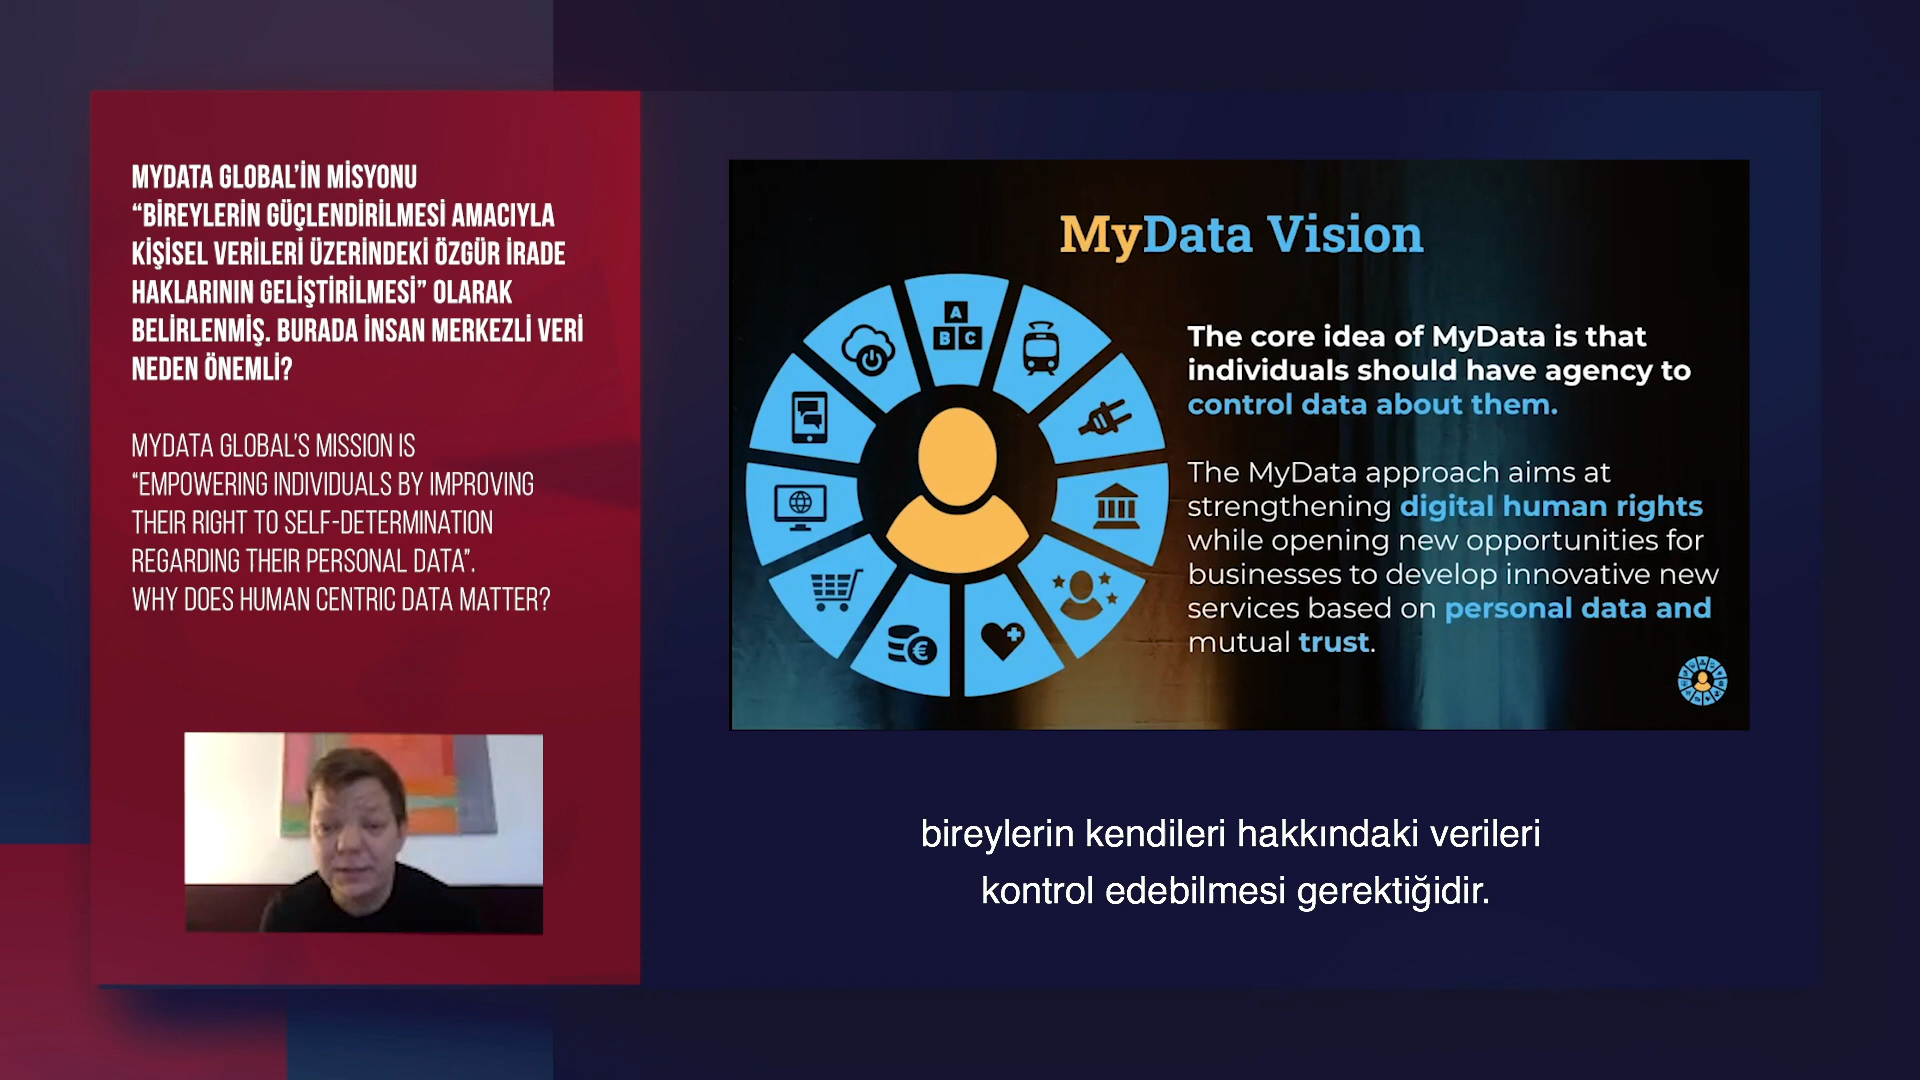 MYDATA GLOBAL’İN MİSYONU
“BİREYLERİN GÜÇLENDİRİLMESİ AMACIYLA
KİŞİSEL VERİLERİ ÜZERİNDEKİ ÖZGÜR İRADE
HAKLARININ GELİŞTİRİLMESİ” OLARAK
BELİRLENMİŞ. BURADA İNSAN MERKEZLİ VERİ
NEDEN ÖNEMLİ?
MYDATA GLOBAL’S MISSION IS
“EMPOWERING INDIVIDUALS BY IMPROVING
THEIR RIGHT TO SELF-DETERMINATION
REGARDING THEIR PERSONAL DATA”.
WHY DOES HUMAN CENTRIC DATA MATTER?
MyData Vision
A
B C
€
The core idea of MyData is that
individuals should have agency to
control data about them.
The MyData approach aims at
strengthening digital human rights
while opening new opportunities for
businesses to develop innovative new
services based on personal data and
mutual trust.
bireylerin kendileri hakkındaki verileri
kontrol edebilmesi gerektiğidir.